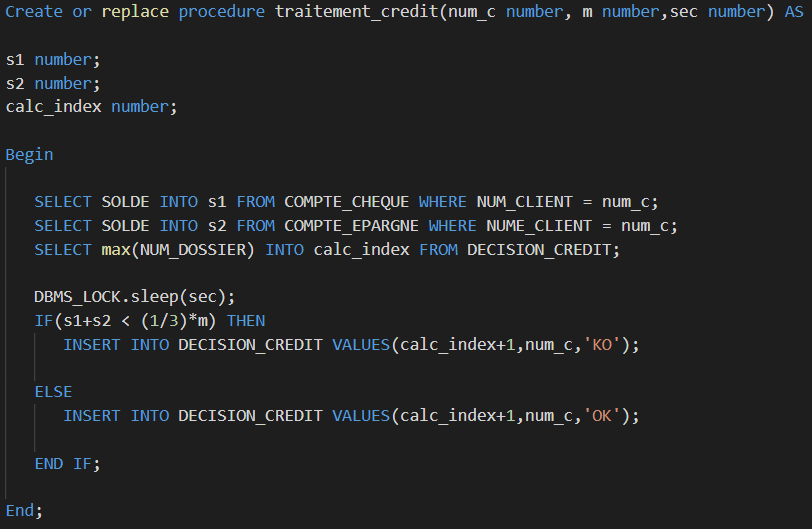 Create or replace procedure traitement_credit(num_c number, m number,sec number) AS
s1 number;
s2 number;
calc_index number;
Begin
SELECT SOLDE INTO s1 FROM COMPTE_CHEQUE WHERE NUM_CLIENT = num_c;
SELECT SOLDE INTO s2 FROM COMPTE_EPARGNE WHERE NUME_CLIENT = num_c;
SELECT max(NUM_DOSSIER) INTO calc_index FROM DECISION_CREDIT;
DBMS_LOCK.sleep(sec);
IF(s1+s2 < (1/3)*m) THEN
INSERT INTO DECISION_CREDIT VALUES(calc_index+1,num_c,'KO');
ELSE
INSERT INTO DECISION_CREDIT VALUES(calc_index+1,num_c,'OK');
END IF;
End;